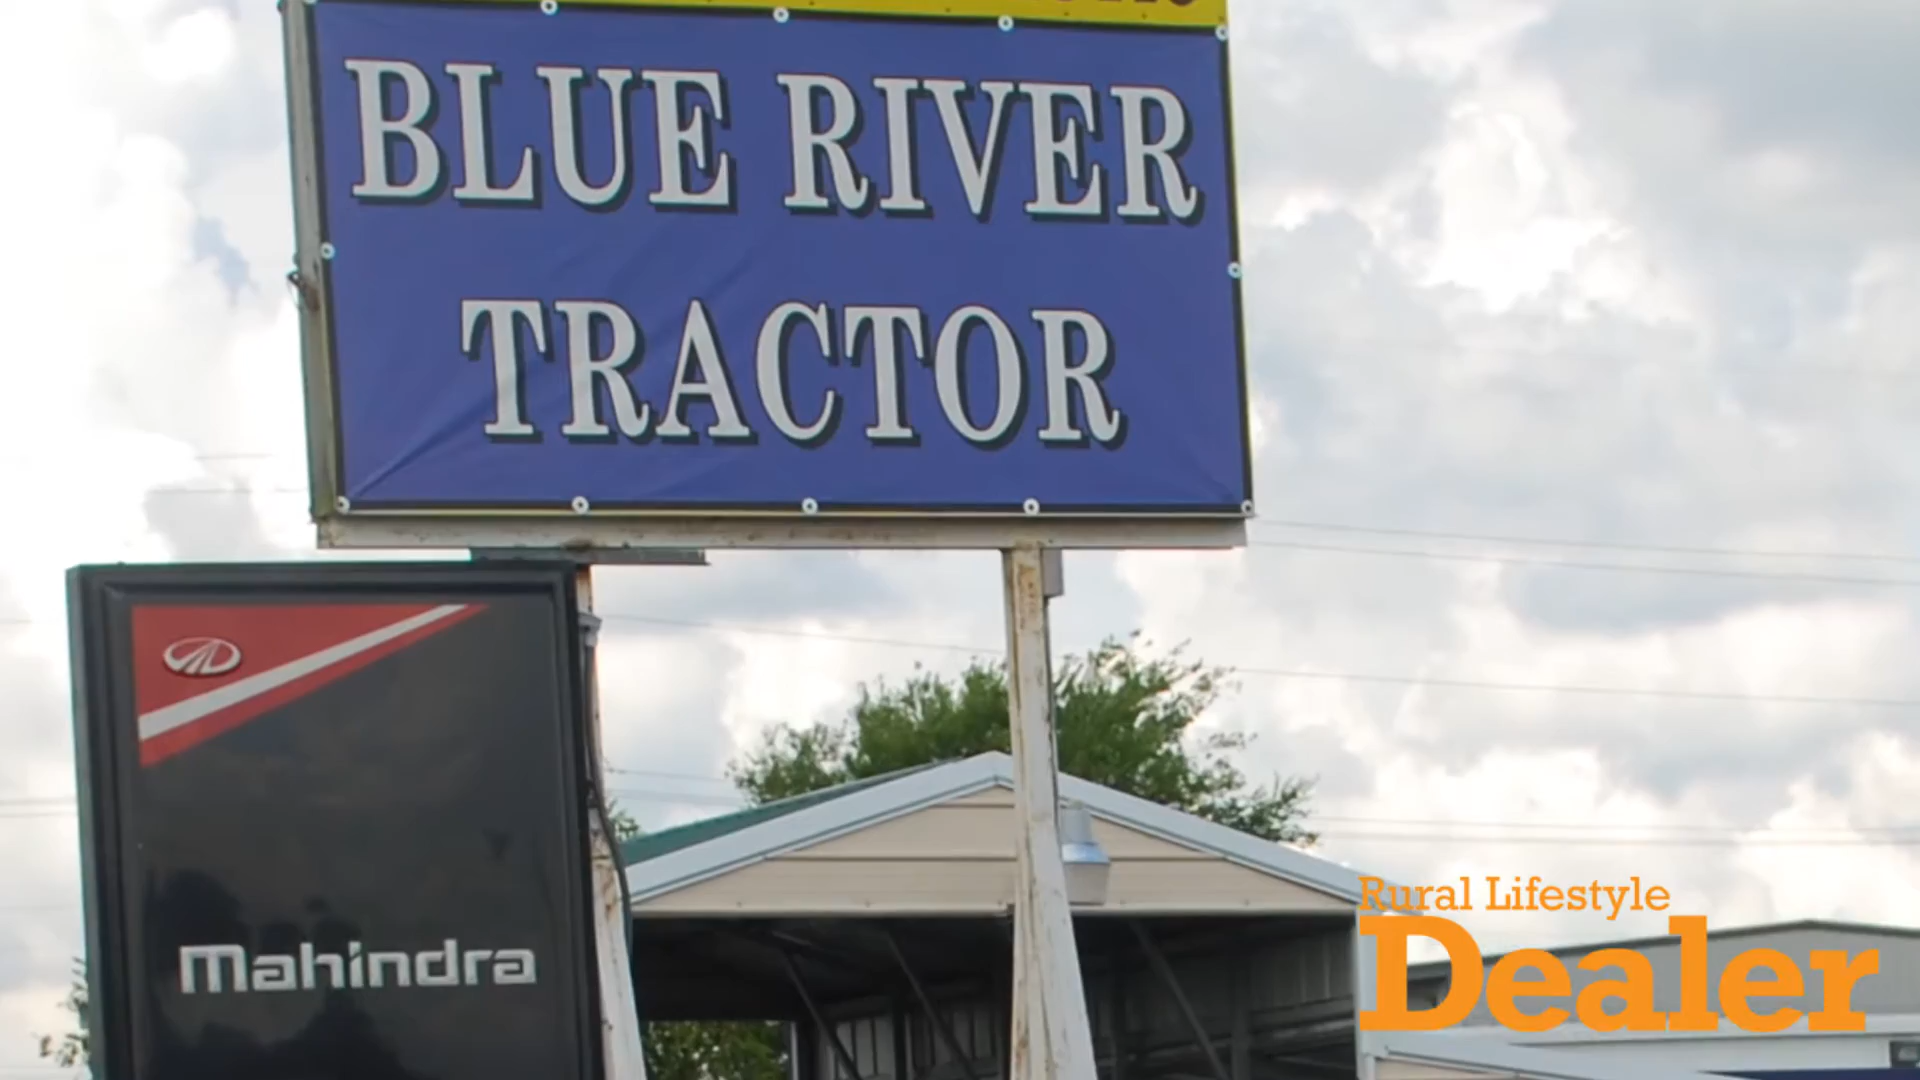 BLUE RIVER
TRACTOR
Mahindra
Rural Lifestyle
Dealer